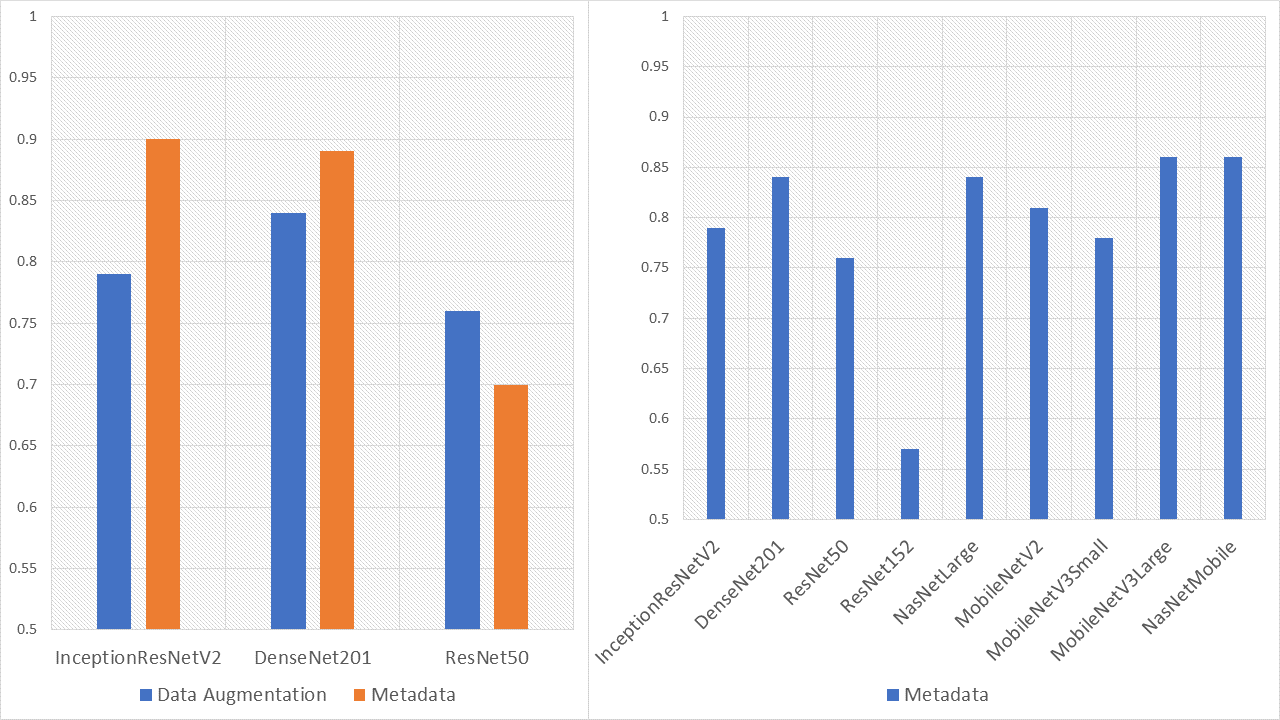 1
0.95
0.9
0.85
0.8
0.75
0.7
0.65
0.6
0.55
0.5
InceptionResNetV2 DenseNet201 ResNet50
Data Augmentation Metadata
1
0.95
0.9
0.85
0.8
0.75
0.7
0.65
0.6
0.55
0.5
InceptionResNetV2
DenseNet201
ResNet50
ResNet152
NasNetLarge
MobileNetV2
MobileNetV3Small
MobileNetV3Large
NasNetMobile
Metadata